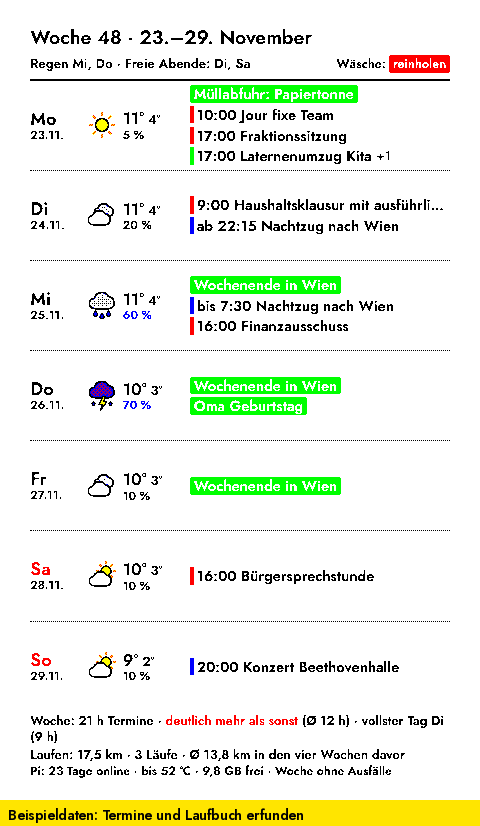 Woche 48 · 23.–29. November
Regen Mi, Do · Freie Abende: Di, Sa
Wäsche: reinholen
Mo
23.11.
11° 4°
5 %
Müllabfuhr: Papiertonne
10:00 Jour fixe Team
17:00 Fraktionssitzung
17:00 Laternenumzug Kita +1
Di
24.11.
11° 4°
20 %
9:00 Haushaltsklausur mit ausführli...
ab 22:15 Nachtzug nach Wien
Mi
25.11.
11° 4°
60 %
Wochenende in Wien
bis 7:30 Nachtzug nach Wien
16:00 Finanzausschuss
Do
26.11.
10° 3°
70 %
Wochenende in Wien
Oma Geburtstag
Fr
27.11.
10° 3°
10 %
Wochenende in Wien
Sa
28.11.
10° 3°
10 %
16:00 Bürgersprechstunde
So
29.11.
9° 2°
10 %
20:00 Konzert Beethovenhalle
Woche: 21 h Termine · deutlich mehr als sonst (Ø 12 h) · vollster Tag Di
(9 h)
Laufen: 17,5 km · 3 Läufe · Ø 13,8 km in den vier Wochen davor
Pi: 23 Tage online · bis 52 °C · 9,8 GB frei · Woche ohne Ausfälle
Beispieldaten: Termine und Laufbuch erfunden